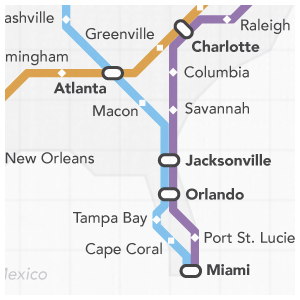 ashville
Greenville
Raleigh
Charlotte
mingham
Columbia
Atlanta
Macon
Savannah
New Orleans
Jacksonville
Orlando
Tampa Bay
Port St. Lucie
Cape Coral
Miami
Mexico